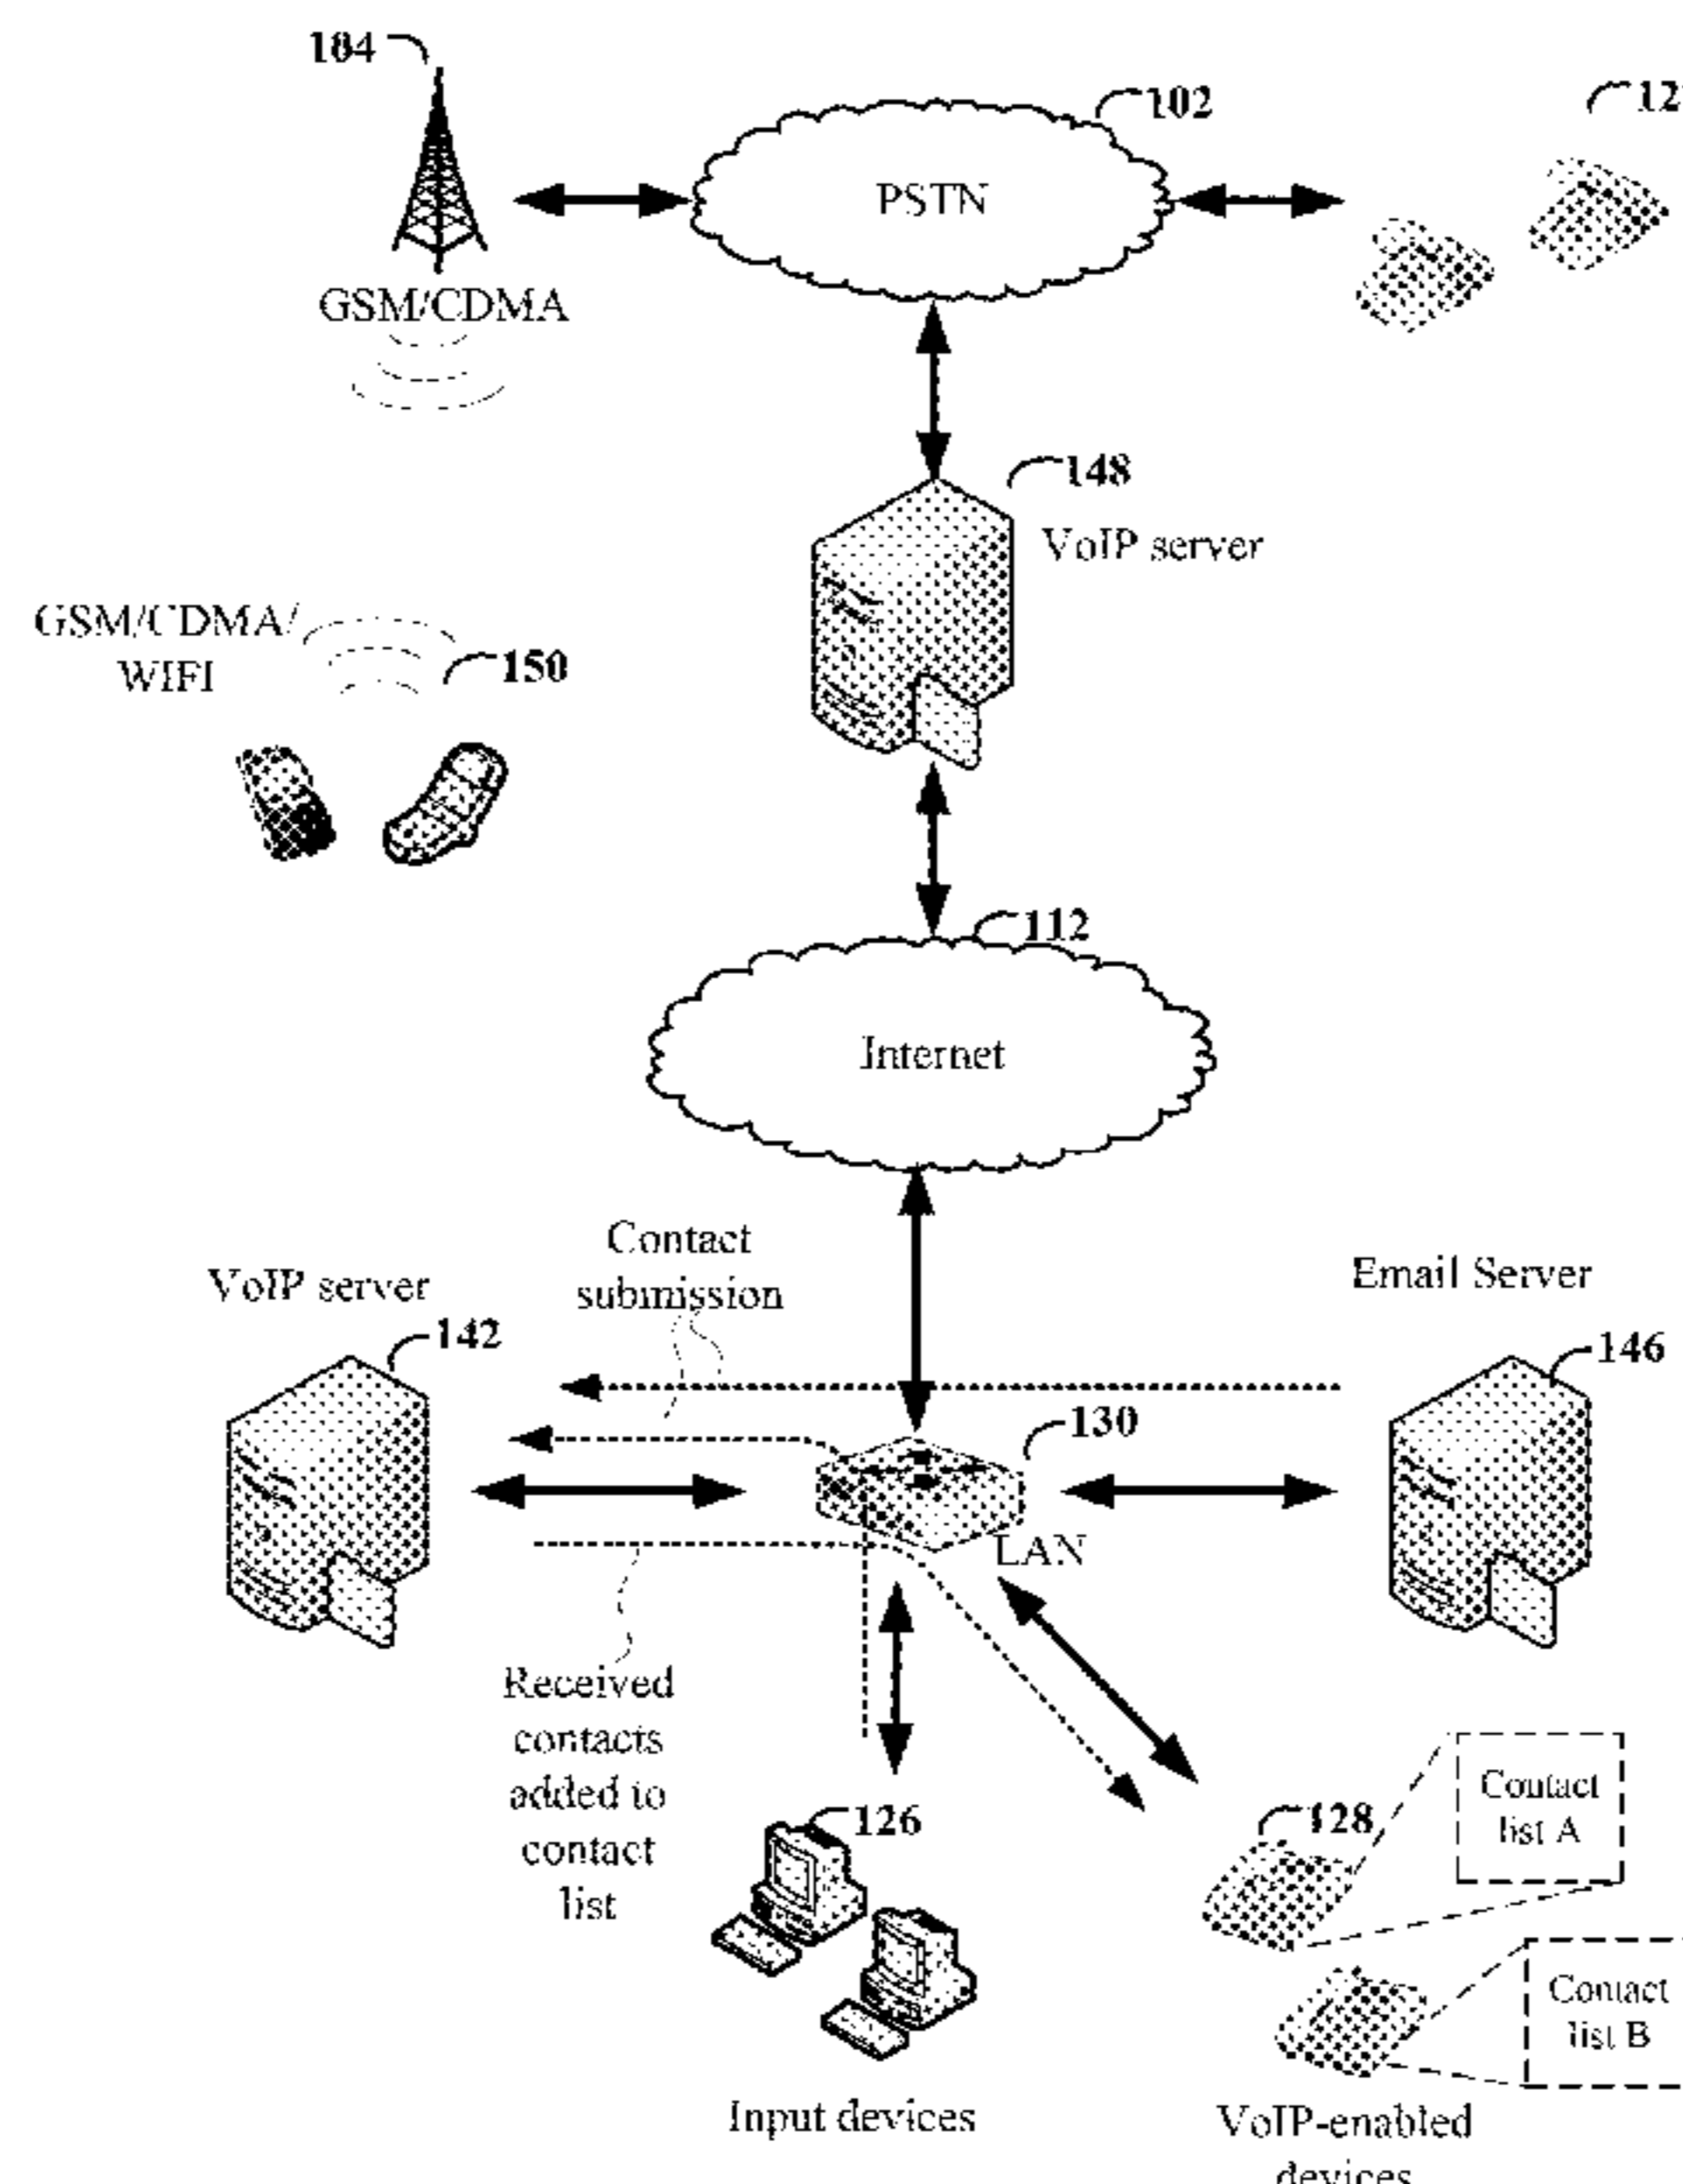 104
102
12
PSTN
GSM/CDMA
148
VoIP server
GSM/CDMA/
WIFI
150
112
Internet
Contact
submission
VoIP server
Email Server
142
146
130
LAN
Received
contacts
added to
contact
list
126
128
Contact
list A
Contact
list B
Input devices
VoIP-enabled
devices